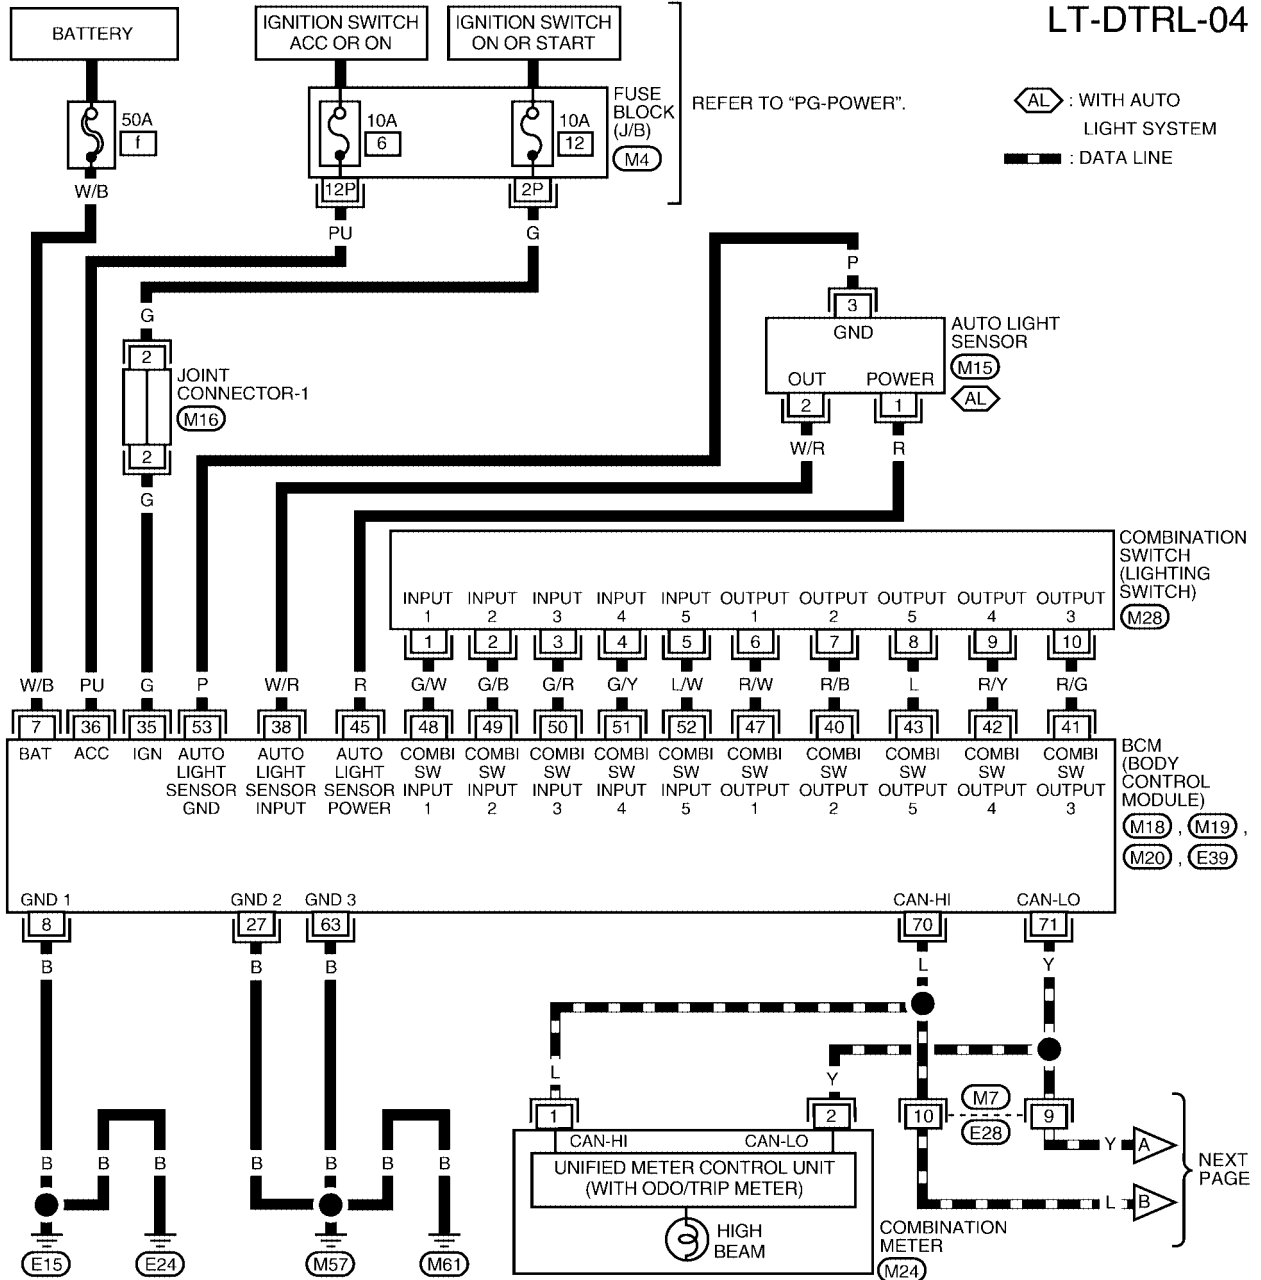 LT-DTRL-04
BATTERY
IGNITION SWITCH
ACC OR ON
IGNITION SWITCH
ON OR START
50A
f
10A
6
10A
12
FUSE
BLOCK
(J/B)
M4
REFER TO “PG-POWER”.
AL : WITH AUTO
LIGHT SYSTEM
: DATA LINE
W/B
12P
2P
PU
G
P
3
GND
AUTO LIGHT
SENSOR
M15
AL
OUT
POWER
2
1
W/R
R
G
2
JOINT
CONNECTOR-1
M16
2
G
COMBINATION
SWITCH
(LIGHTING
SWITCH)
M28
INPUT INPUT INPUT INPUT INPUT OUTPUT OUTPUT OUTPUT OUTPUT OUTPUT
1 2 3 4 5 1 2 5 4 3
1 2 3 4 5 6 7 8 9 10
W/B PU G P W/R R G/W G/B G/R G/Y L/W R/W R/B L R/Y R/G
7 36 35 53 38 45 48 49 50 51 52 47 40 43 42 41
BAT ACC IGN AUTO AUTO AUTO COMBI COMBI COMBI COMBI COMBI COMBI COMBI COMBI COMBI COMBI
LIGHT LIGHT LIGHT SW SW SW SW SW SW SW SW SW SW
SENSOR SENSOR SENSOR INPUT INPUT INPUT INPUT INPUT OUTPUT OUTPUT OUTPUT OUTPUT OUTPUT
GND INPUT POWER 1 2 3 4 5 1 2 5 4 3
BCM
(BODY
CONTROL
MODULE)
M18 , M19 ,
M20 , E39
GND 1 GND 2 GND 3 CAN-HI CAN-LO
8 27 63 70 71
B B B L Y
L
Y
1
2
10
9
M7
E28
CAN-HI
CAN-LO
UNIFIED METER CONTROL UNIT
(WITH ODO/TRIP METER)
HIGH
BEAM
COMBINATION
METER
M24
Y A
L B
NEXT
PAGE
B B B B B B B
E15 E24 M57 M61